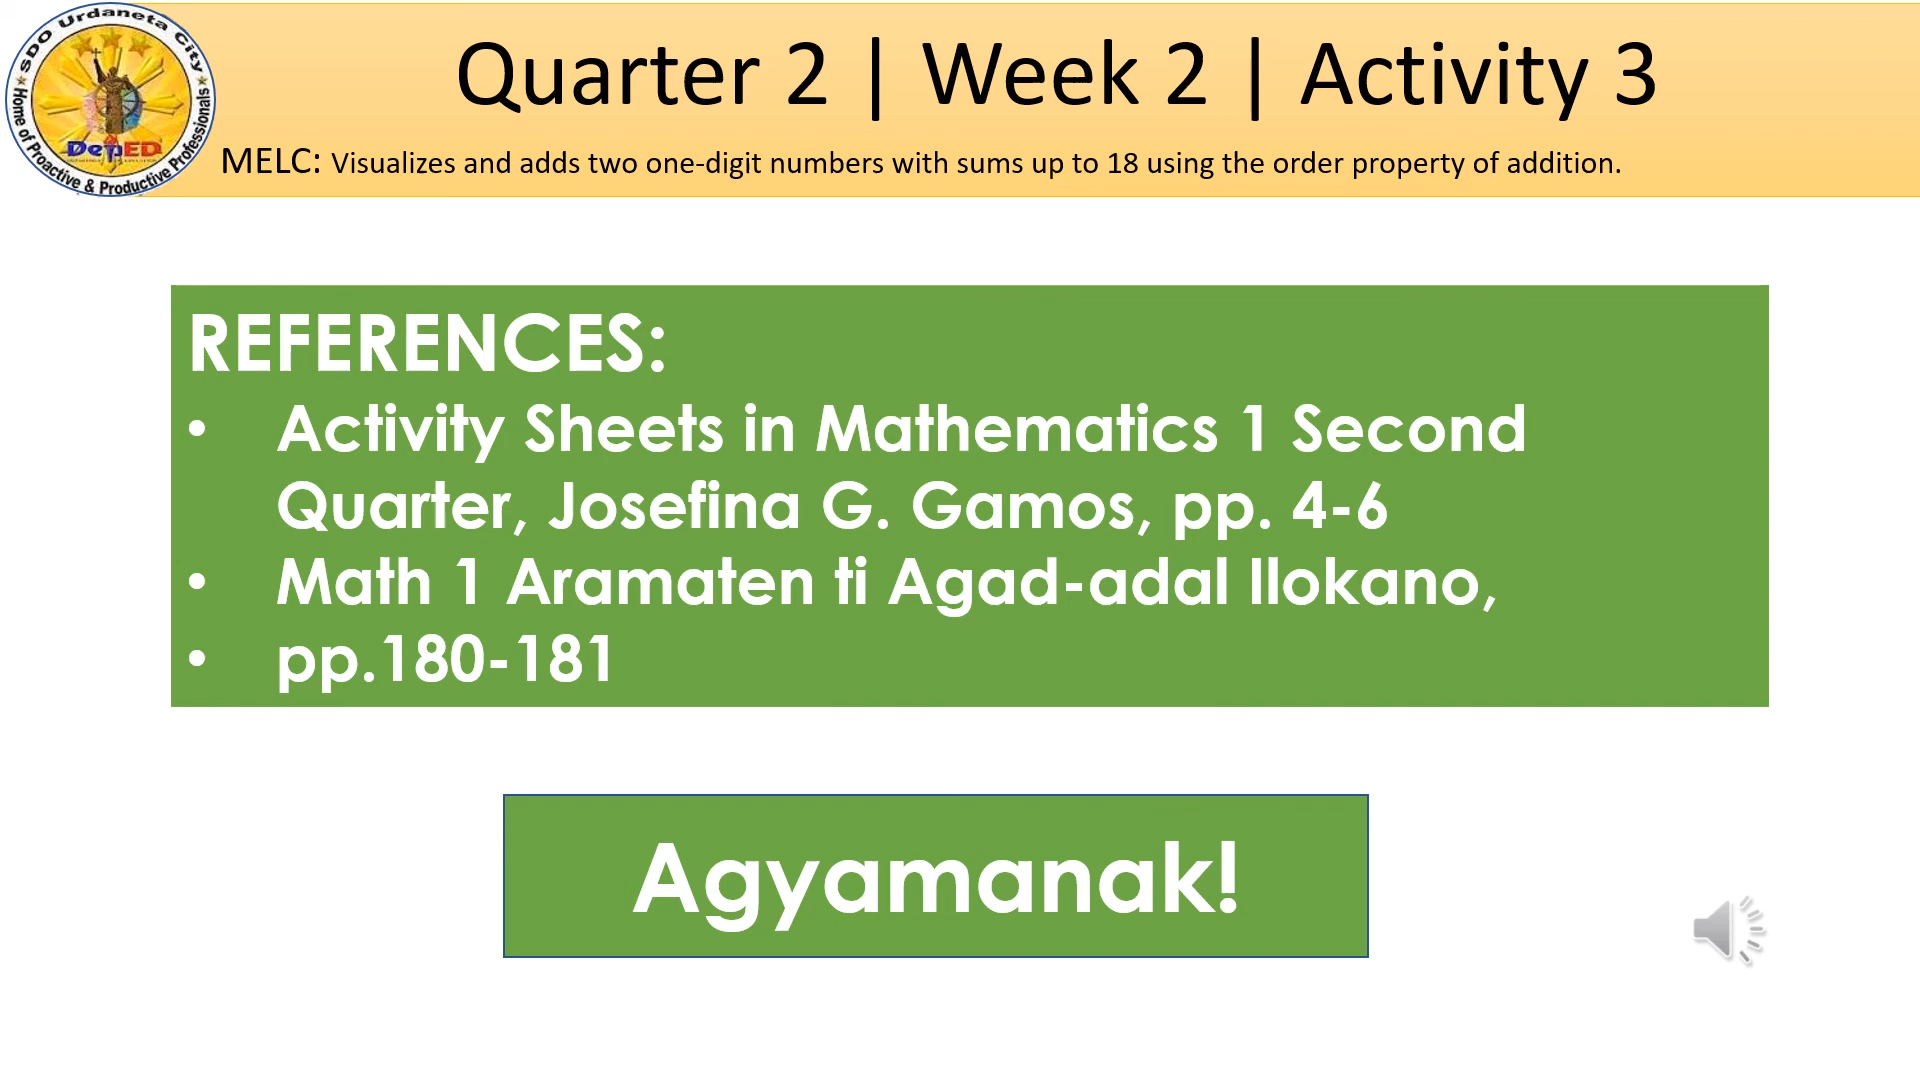 SDO Urdaneta City
Home of Proactive & Productive Professionals
DepED
Quarter 2 | Week 2 | Activity 3
MELC: Visualizes and adds two one-digit numbers with sums up to 18 using the order property of addition.
REFERENCES:
• Activity Sheets in Mathematics 1 Second
Quarter, Josefina G. Gamos, pp. 4-6
• Math 1 Aramaten ti Agad-adal Ilokano,
• pp.180-181
Agyamanak!